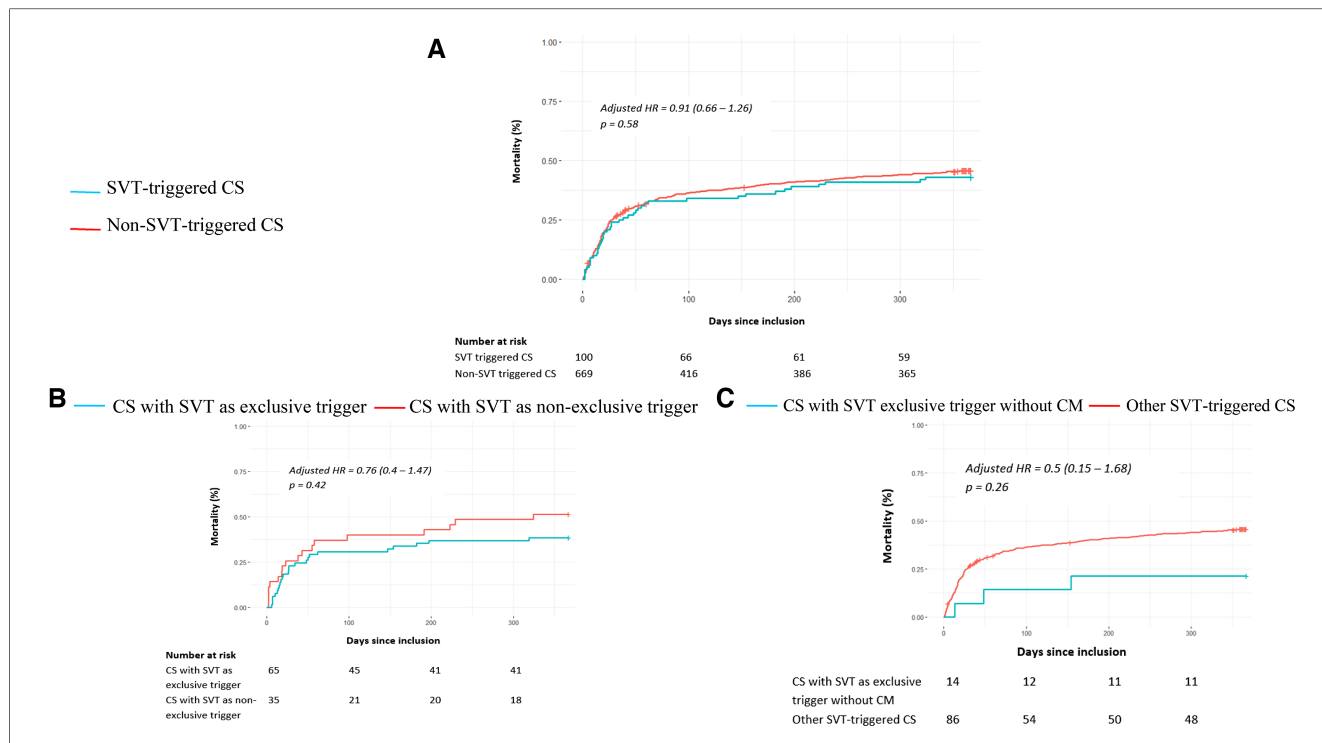 A
SVT-triggered CS
Non-SVT-triggered CS
Mortality (%)
1.00
0.75
0.50
0.25
0.00
Adjusted HR = 0.91 (0.66 – 1.26)
p = 0.58
0 100 200 300
Days since inclusion
Number at risk
SVT triggered CS 100 66 61 59
Non-SVT triggered CS 669 416 386 365
B
CS with SVT as exclusive trigger CS with SVT as non-exclusive trigger
Mortality (%)
1.00
0.75
0.50
0.25
0.00
Adjusted HR = 0.76 (0.4 – 1.47)
p = 0.42
0 100 200 300
Days since inclusion
Number at risk
CS with SVT as 65 45 41 41
exclusive trigger
CS with SVT as non- 35 21 20 18
exclusive trigger
C
CS with SVT exclusive trigger without CM Other SVT-triggered CS
Mortality (%)
1.00
0.75
0.50
0.25
0.00
Adjusted HR = 0.5 (0.15 – 1.68)
p = 0.26
0 100 200 300
Days since inclusion
CS with SVT as exclusive 14 12 11 11
trigger without CM
Other SVT-triggered CS 86 54 50 48